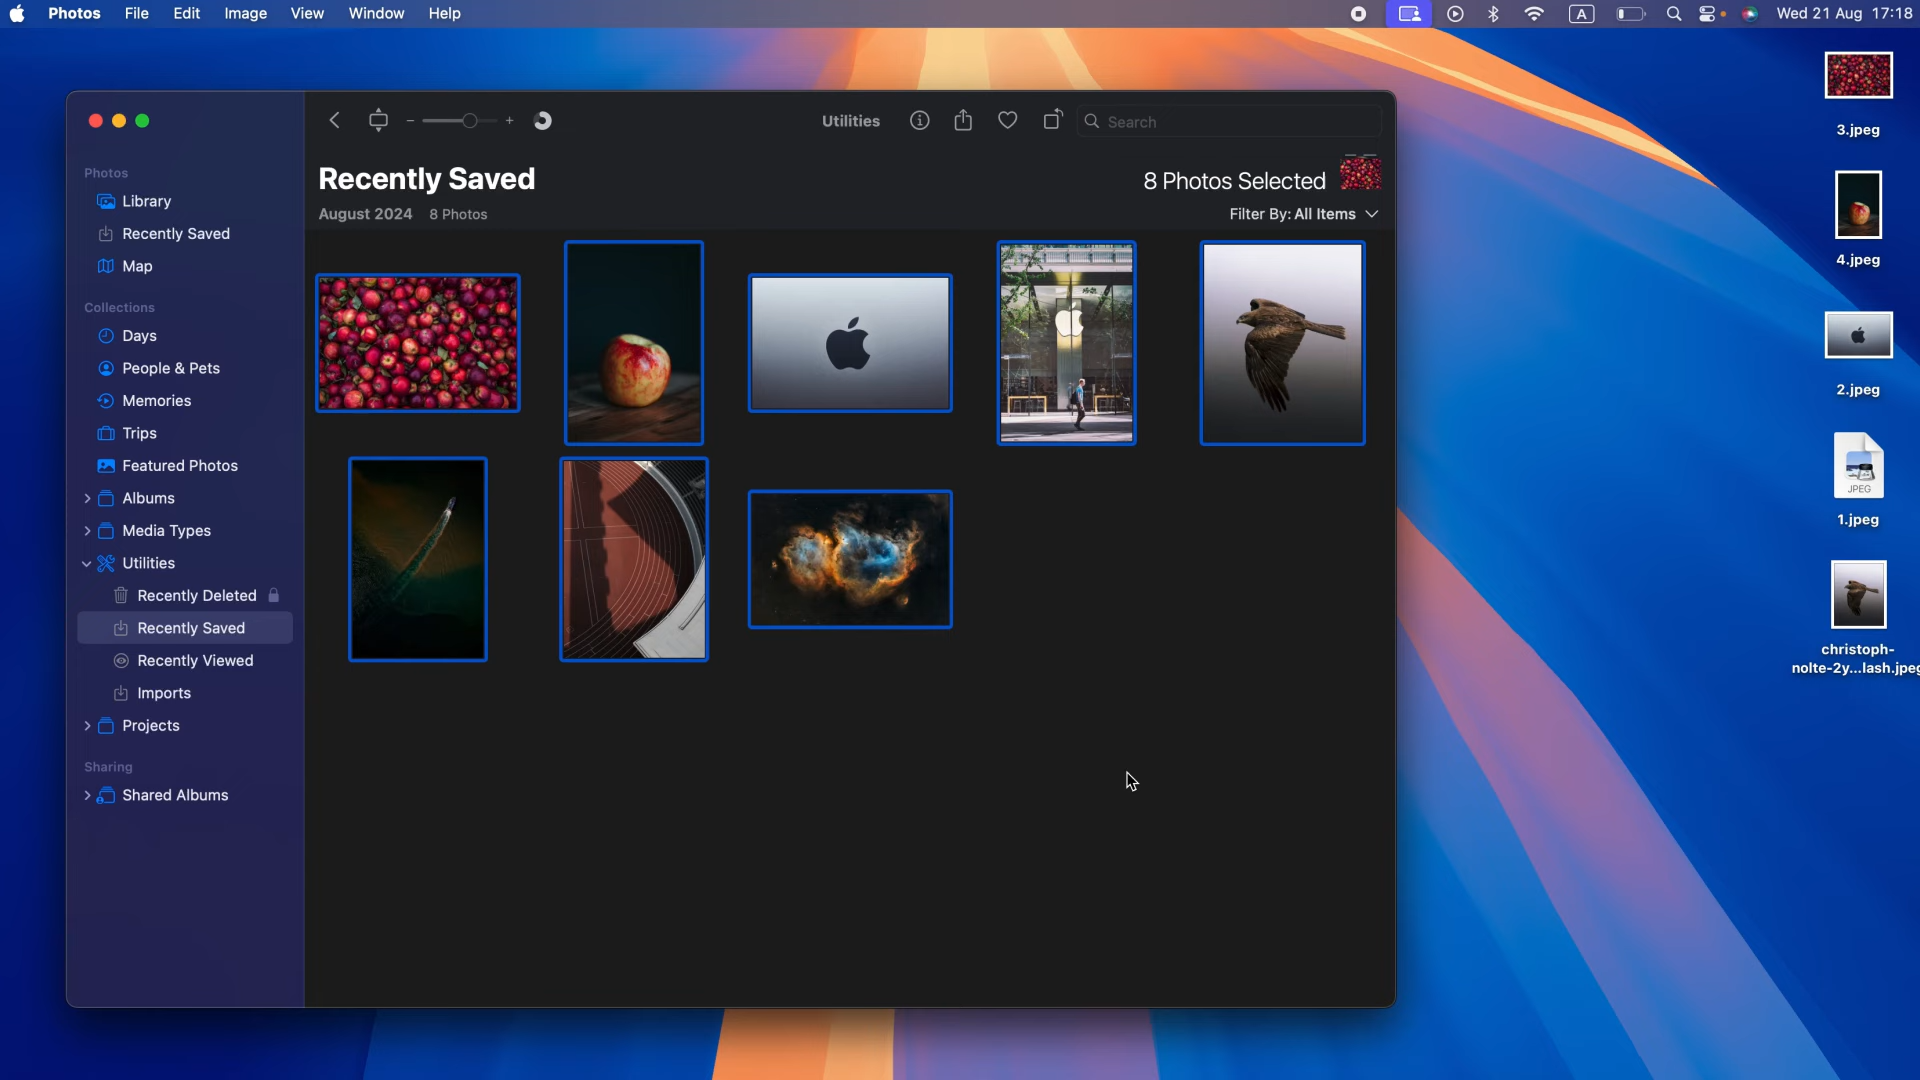 Photos File Edit Image View Window Help
A
Wed 21 Aug 17:18
Utilities
Search
Photos
Library
Recently Saved
Map
Collections
Days
People & Pets
Memories
Trips
Featured Photos
Albums
Media Types
Utilities
Recently Deleted
Recently Saved
Recently Viewed
Imports
Projects
Sharing
Shared Albums
Recently Saved
8 Photos Selected
August 2024 8 Photos
Filter By: All Items
3.jpeg
4.jpeg
2.jpeg
JPEG
1.jpeg
christoph-
nolte-2y...lash.jpeg